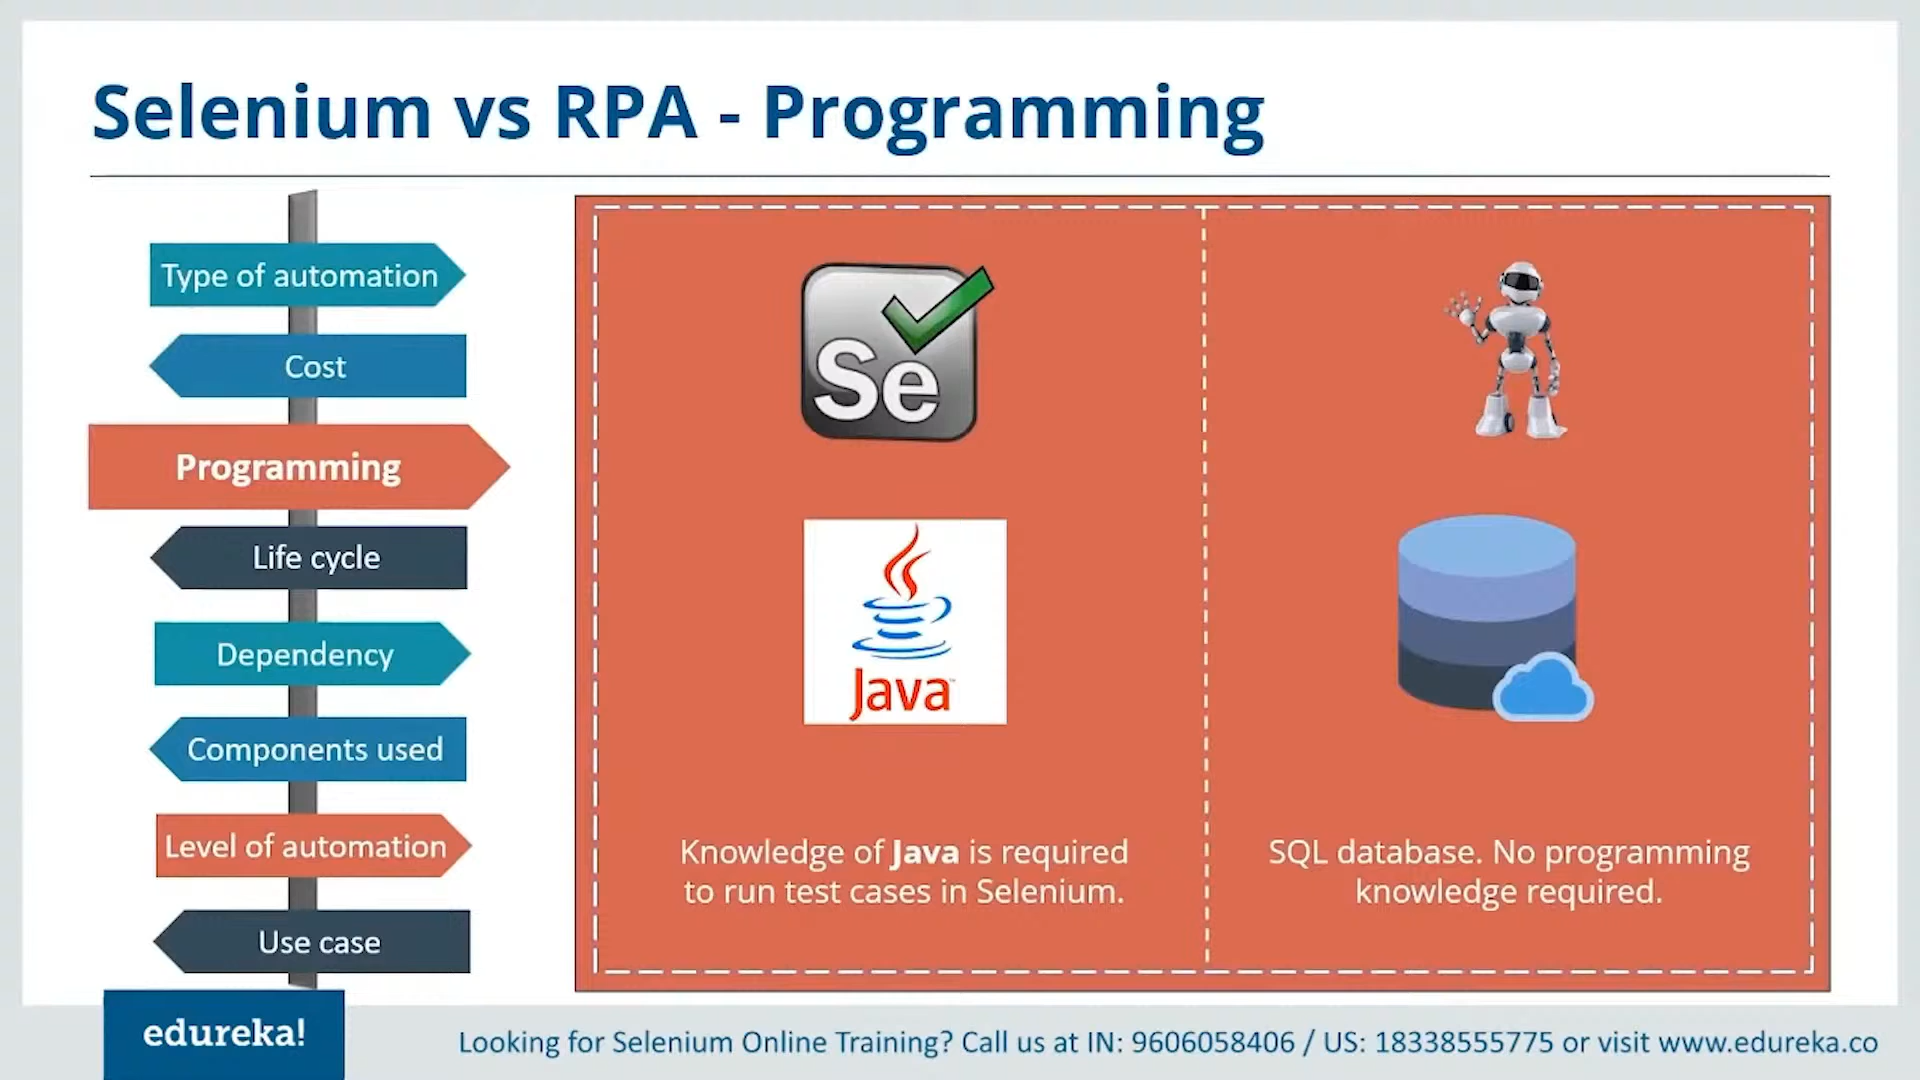 Selenium vs RPA - Programming
Type of automation
Cost
Programming
Life cycle
Dependency
Components used
Level of automation
Use case
Se
Java
Knowledge of Java is required
to run test cases in Selenium.
SQL database. No programming
knowledge required.
edureka!
Looking for Selenium Online Training? Call us at IN: 9606058406 / US: 18338555775 or visit www.edureka.co